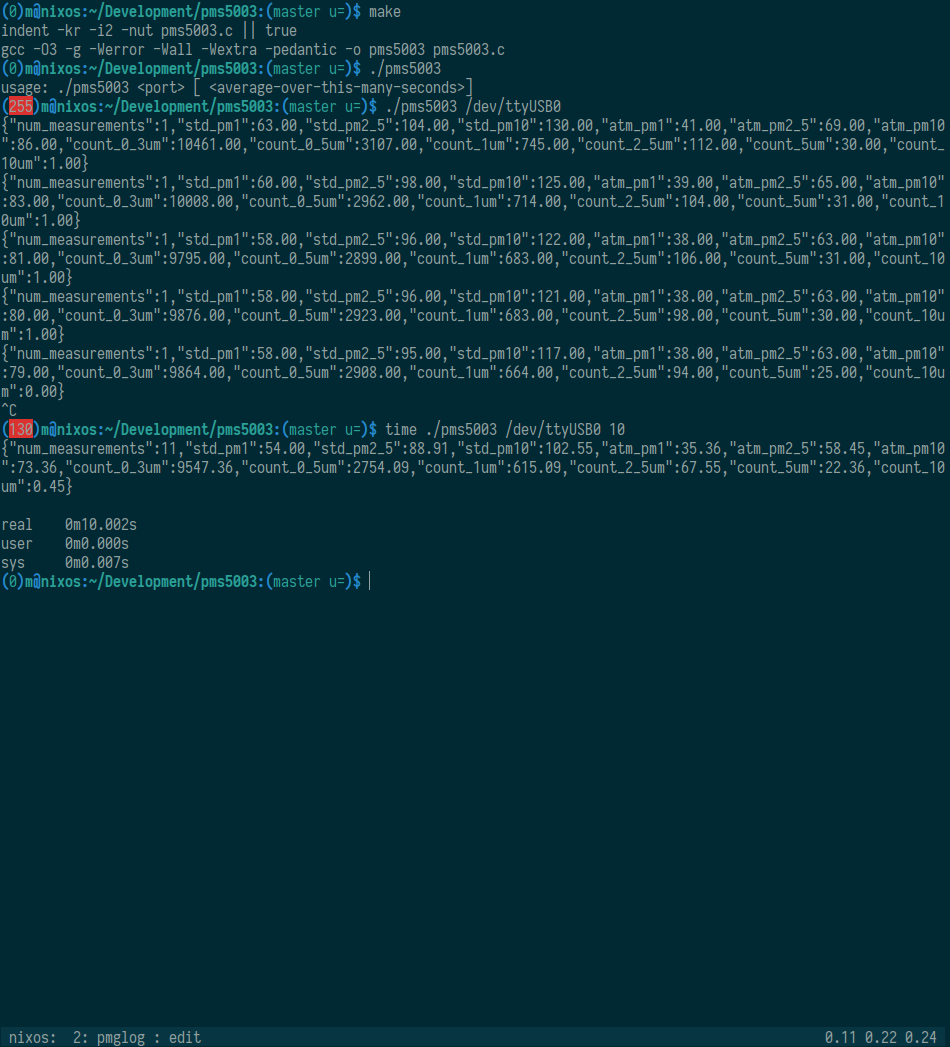 (0)m@nixos:~/Development/pms5003:(master u=)$ make
indent -kr -i2 -nut pms5003.c || true
gcc -O3 -g -Werror -Wall -Wextra -pedantic -o pms5003 pms5003.c
(0)m@nixos:~/Development/pms5003:(master u=)$ ./pms5003
usage: ./pms5003 <port> [ <average-over-this-many-seconds>]
(255)m@nixos:~/Development/pms5003:(master u=)$ ./pms5003 /dev/ttyUSB0
{"num_measurements":1,"std_pm1":63.00,"std_pm2_5":104.00,"std_pm10":130.00,"atm_pm1":41.00,"atm_pm2_5":69.00,"atm_pm10
":86.00,"count_0_3um":10461.00,"count_0_5um":3107.00,"count_1um":745.00,"count_2_5um":112.00,"count_5um":30.00,"count_
10um":1.00}
{"num_measurements":1,"std_pm1":60.00,"std_pm2_5":98.00,"std_pm10":125.00,"atm_pm1":39.00,"atm_pm2_5":65.00,"atm_pm10"
:83.00,"count_0_3um":10008.00,"count_0_5um":2962.00,"count_1um":714.00,"count_2_5um":104.00,"count_5um":31.00,"count_1
0um":1.00}
{"num_measurements":1,"std_pm1":58.00,"std_pm2_5":96.00,"std_pm10":122.00,"atm_pm1":38.00,"atm_pm2_5":63.00,"atm_pm10"
:81.00,"count_0_3um":9795.00,"count_0_5um":2899.00,"count_1um":683.00,"count_2_5um":106.00,"count_5um":31.00,"count_10
um":1.00}
{"num_measurements":1,"std_pm1":58.00,"std_pm2_5":96.00,"std_pm10":121.00,"atm_pm1":38.00,"atm_pm2_5":63.00,"atm_pm10"
:80.00,"count_0_3um":9876.00,"count_0_5um":2923.00,"count_1um":683.00,"count_2_5um":98.00,"count_5um":30.00,"count_10u
m":1.00}
{"num_measurements":1,"std_pm1":58.00,"std_pm2_5":95.00,"std_pm10":117.00,"atm_pm1":38.00,"atm_pm2_5":63.00,"atm_pm10"
:79.00,"count_0_3um":9864.00,"count_0_5um":2908.00,"count_1um":664.00,"count_2_5um":94.00,"count_5um":25.00,"count_10u
m":0.00}
^C
(130)m@nixos:~/Development/pms5003:(master u=)$ time ./pms5003 /dev/ttyUSB0 10
{"num_measurements":11,"std_pm1":54.00,"std_pm2_5":88.91,"std_pm10":102.55,"atm_pm1":35.36,"atm_pm2_5":58.45,"atm_pm10
":73.36,"count_0_3um":9547.36,"count_0_5um":2754.09,"count_1um":615.09,"count_2_5um":67.55,"count_5um":22.36,"count_10
um":0.45}
real 0m10.002s
user 0m0.000s
sys 0m0.007s
(0)m@nixos:~/Development/pms5003:(master u=)$
nixos: 2: pmglog : edit 0.11 0.22 0.24